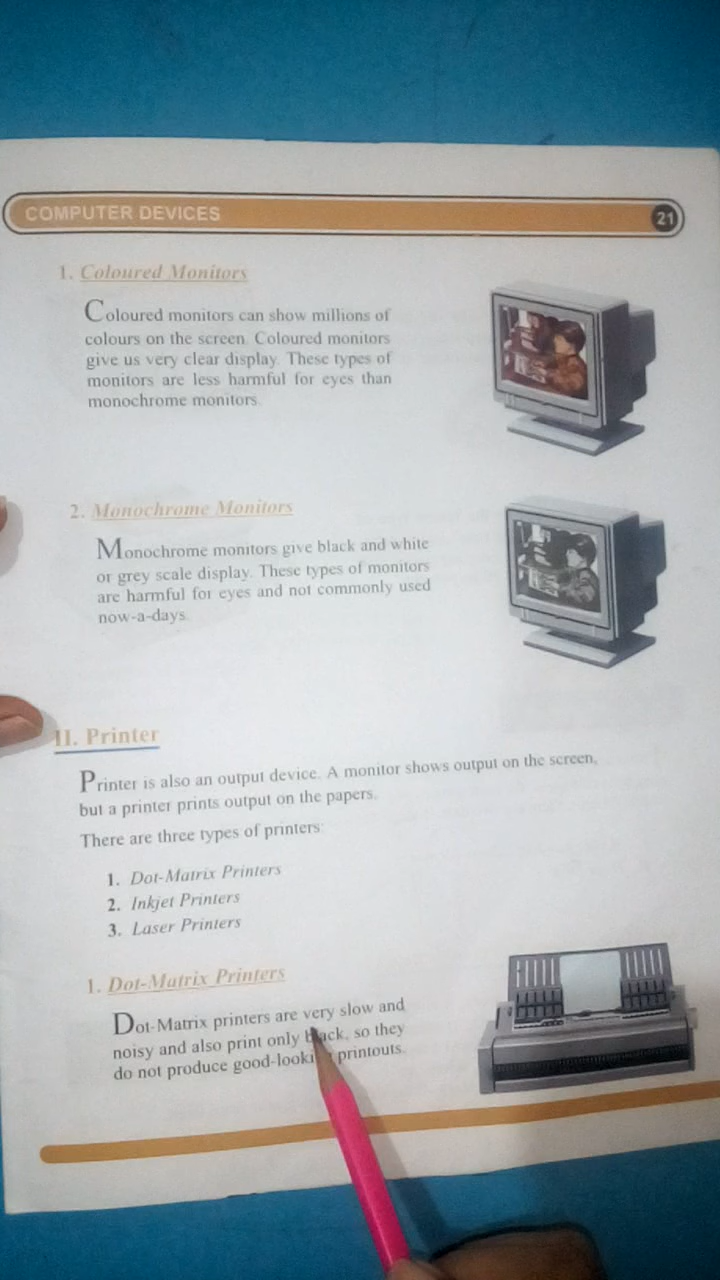 COMPUTER DEVICES
21
1. Coloured Monitors
Coloured monitors can show millions of
colours on the screen. Coloured monitors
give us very clear display. These types of
monitors are less harmful for eyes than
monochrome monitors.
2. Monochrome Monitors
Monochrome monitors give black and white
or grey scale display. These types of monitors
are harmful for eyes and not commonly used
now-a-days.
II. Printer
Printer is also an output device. A monitor shows output on the screen,
but a printer prints output on the papers.
There are three types of printers:
1. Dot-Matrix Printers
2. Inkjet Printers
3. Laser Printers
1. Dot-Matrix Printers
Dot-Matrix printers are very slow and
noisy and also print only black, so they
do not produce good-looking printouts.